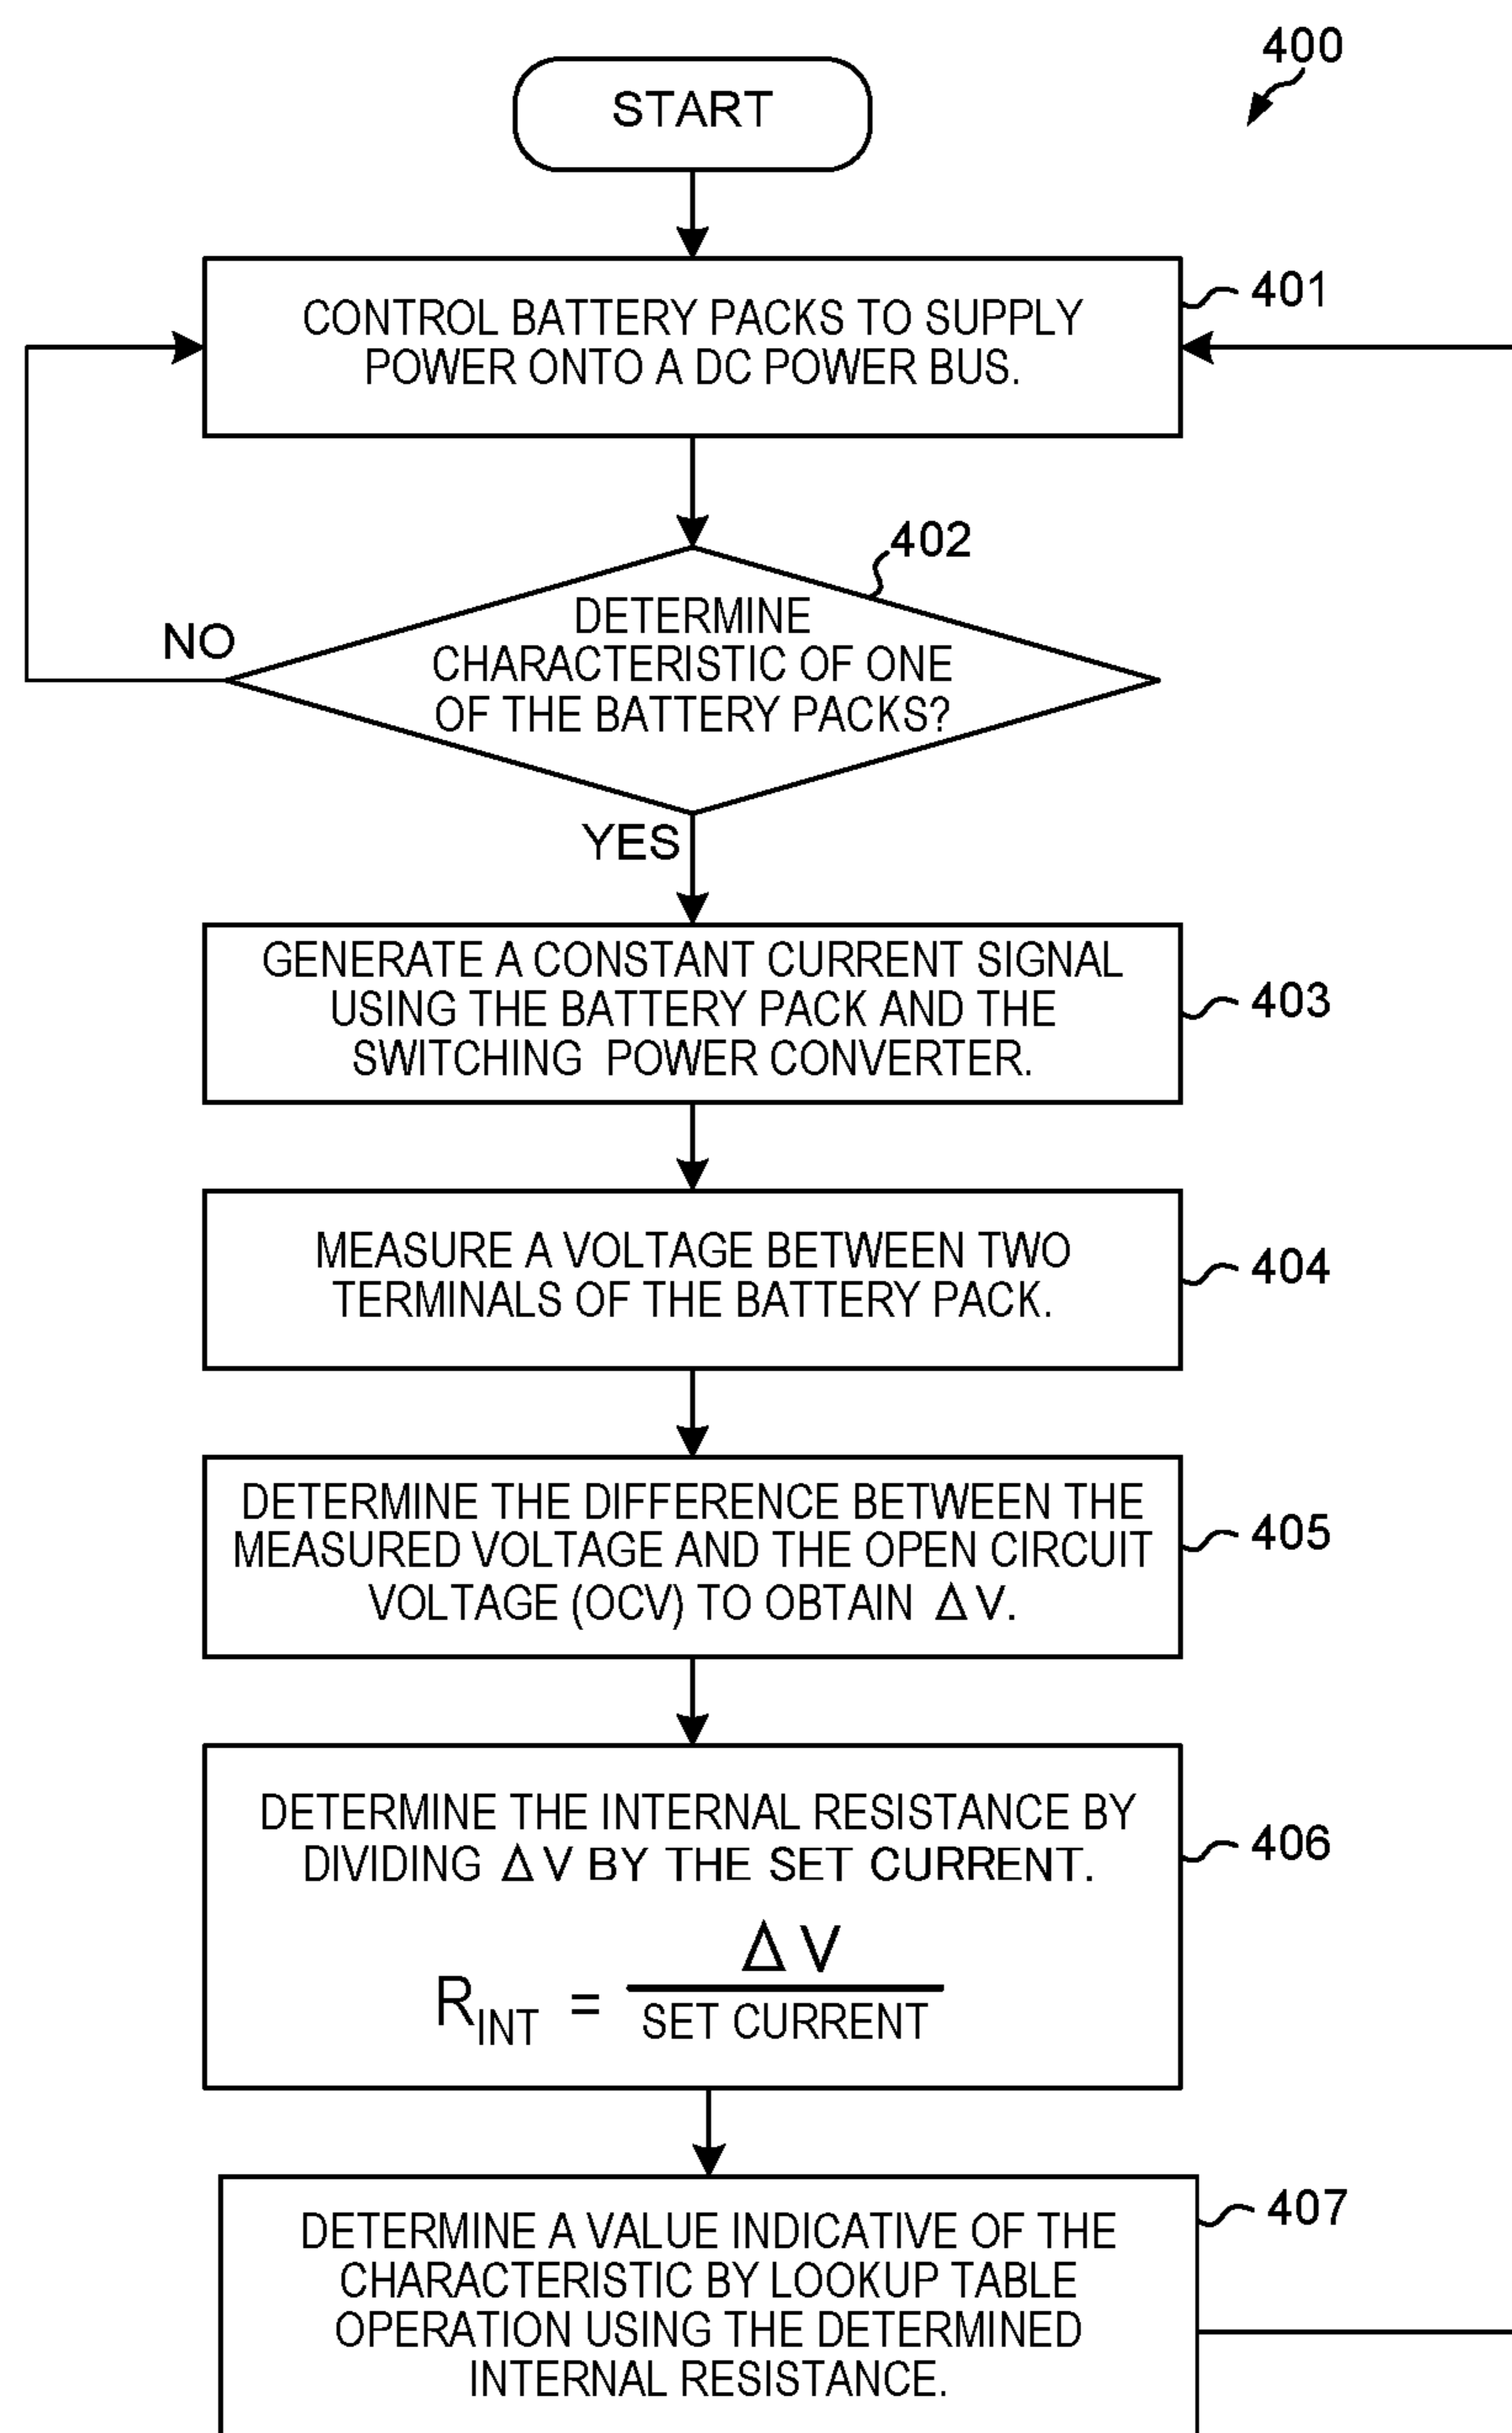 400
START
CONTROL BATTERY PACKS TO SUPPLY
POWER ONTO A DC POWER BUS.
401
402
DETERMINE
CHARACTERISTIC OF ONE
OF THE BATTERY PACKS?
NO
YES
GENERATE A CONSTANT CURRENT SIGNAL
USING THE BATTERY PACK AND THE
SWITCHING POWER CONVERTER.
403
MEASURE A VOLTAGE BETWEEN TWO
TERMINALS OF THE BATTERY PACK.
404
DETERMINE THE DIFFERENCE BETWEEN THE
MEASURED VOLTAGE AND THE OPEN CIRCUIT
VOLTAGE (OCV) TO OBTAIN Δ V.
405
DETERMINE THE INTERNAL RESISTANCE BY
DIVIDING Δ V BY THE SET CURRENT.
406
Δ V
R INT =
SET CURRENT
DETERMINE A VALUE INDICATIVE OF THE
CHARACTERISTIC BY LOOKUP TABLE
OPERATION USING THE DETERMINED
INTERNAL RESISTANCE.
407